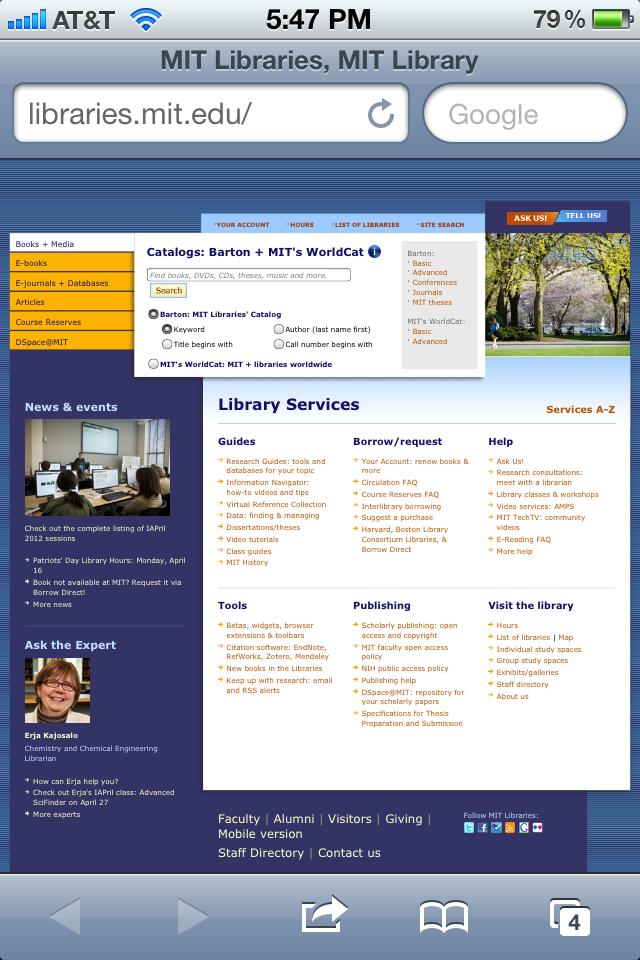 AT&T 5:47 PM 79%
MIT Libraries, MIT Library
libraries.mit.edu/
Google
ASK US! TELL US!
YOUR ACCOUNT HOURS LIST OF LIBRARIES SITE SEARCH
Books + Media
E-books
E-journals + Databases
Articles
Course Reserves
DSpace@MIT
Catalogs: Barton + MIT's WorldCat i
Find books, DVDs, CDs, theses, music and more.
Search
Barton: MIT Libraries' Catalog
Keyword Author (last name first)
Title begins with Call number begins with
MIT's WorldCat: MIT + libraries worldwide
Barton:
Basic
Advanced
Conferences
Journals
MIT theses
MIT's WorldCat:
Basic
Advanced
News & events
Check out the complete listing of IAPril
2012 sessions
Patriots' Day Library Hours: Monday, April
16
Book not available at MIT? Request it via
Borrow Direct!
More news
Ask the Expert
Erja Kajosalo
Chemistry and Chemical Engineering
Librarian
How can Erja help you?
Check out Erja's IAPril class: Advanced
SciFinder on April 27
More experts
Library Services
Services A-Z
Guides
Research Guides: tools and
databases for your topic
Information Navigator:
how-to videos and tips
Virtual Reference Collection
Data: finding & managing
Dissertations/theses
Video tutorials
Class guides
MIT History
Borrow/request
Your Account: renew books &
more
Circulation FAQ
Course Reserves FAQ
Interlibrary borrowing
Suggest a purchase
Harvard, Boston Library
Consortium Libraries, &
Borrow Direct
Help
Ask Us!
Research consultations:
meet with a librarian
Library classes & workshops
Video services: AMPS
MIT TechTV: community
videos
E-Reading FAQ
More help
Tools
Betas, widgets, browser
extensions & toolbars
Citation software: EndNote,
RefWorks, Zotero, Mendeley
New books in the Libraries
Keep up with research: email
and RSS alerts
Publishing
Scholarly publishing: open
access and copyright
MIT faculty open access
policy
NIH public access policy
Publishing help
DSpace@MIT: repository for
your scholarly papers
Specifications for Thesis
Preparation and Submission
Visit the library
Hours
List of libraries | Map
Individual study spaces
Group study spaces
Exhibits/galleries
Staff directory
About us
Faculty | Alumni | Visitors | Giving |
Mobile version
Staff Directory | Contact us
Follow MIT Libraries:
4